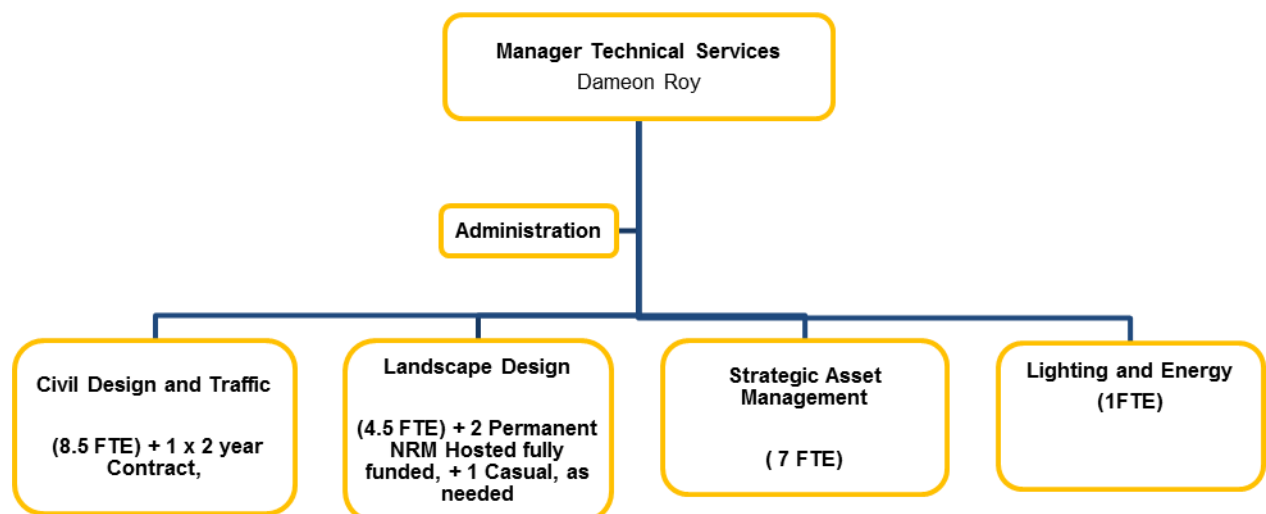 Manager Technical Services
Dameon Roy
Administration
Civil Design and Traffic
(8.5 FTE) + 1 x 2 year
Contract,
Landscape Design
(4.5 FTE) + 2 Permanent
NRM Hosted fully
funded, + 1 Casual, as
needed
Strategic Asset
Management
( 7 FTE)
Lighting and Energy
(1FTE)